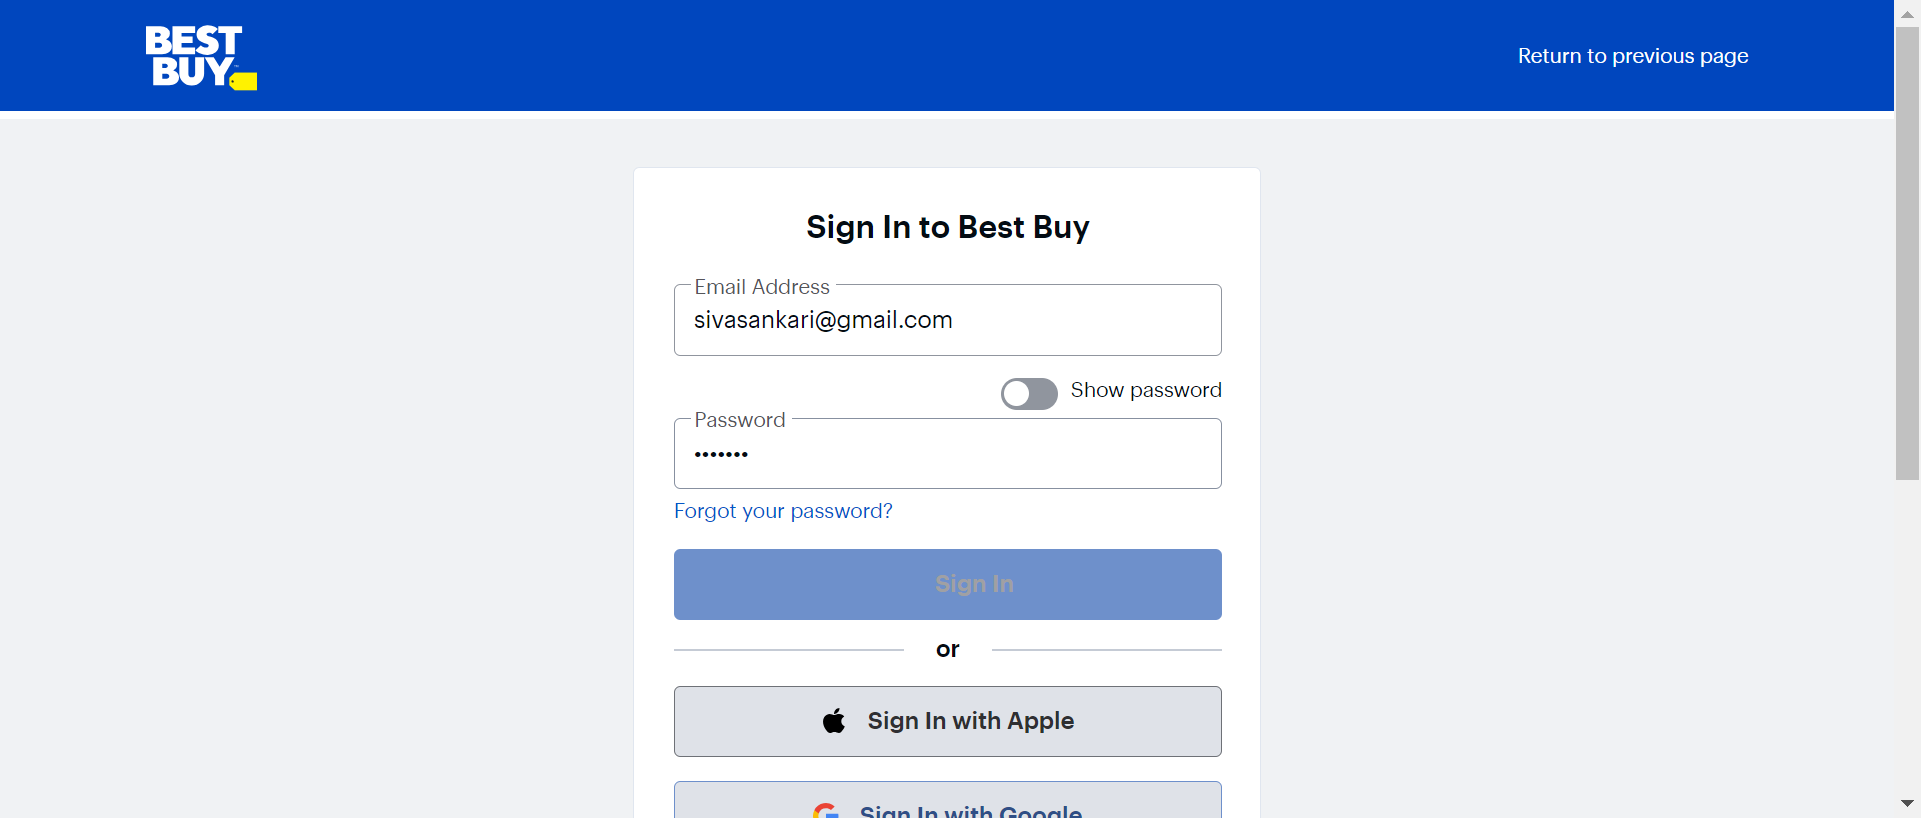 BEST
BUY
Return to previous page
Sign In to Best Buy
Email Address
sivasankari@gmail.com
Show password
Password
•••••••
Forgot your password?
Sign In
or
Sign In with Apple
Sign In with Google